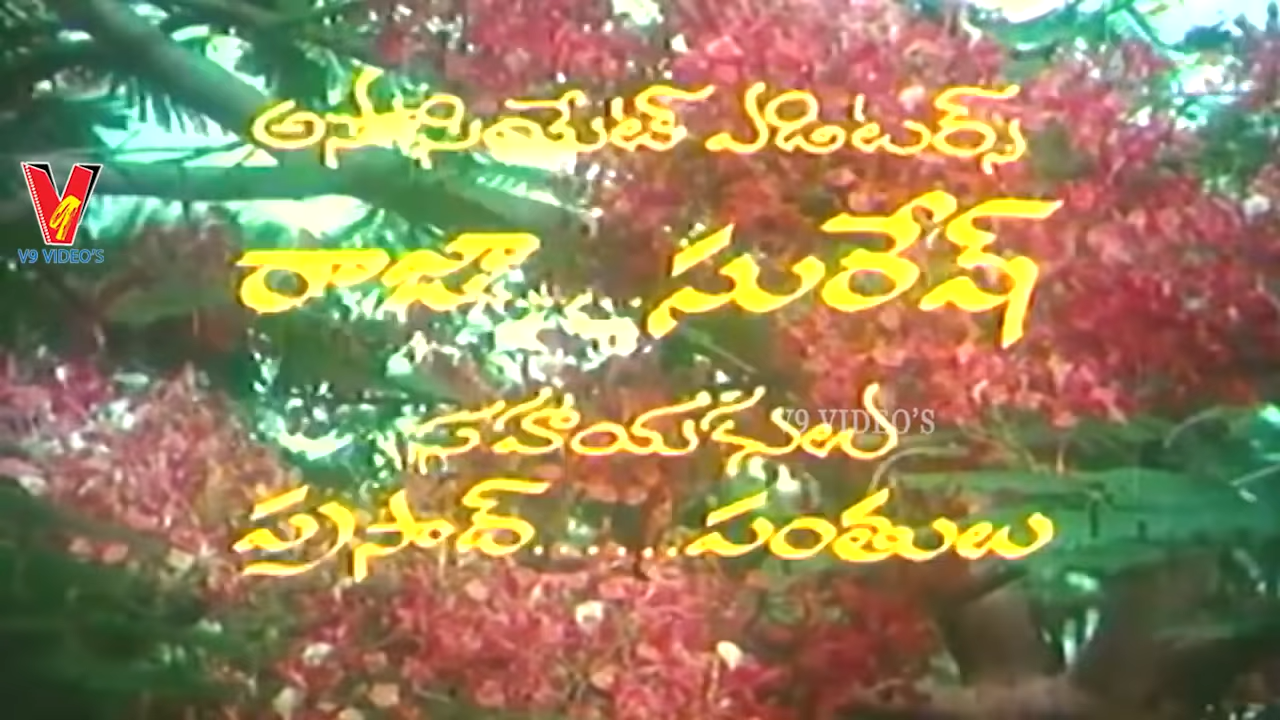 అసోసియేట్ ఎడిటర్స్
రాజా సురేష్
V9 VIDEO'S
సహాయకులు
V9 VIDEO'S
ప్రసాద్.......పంతులు